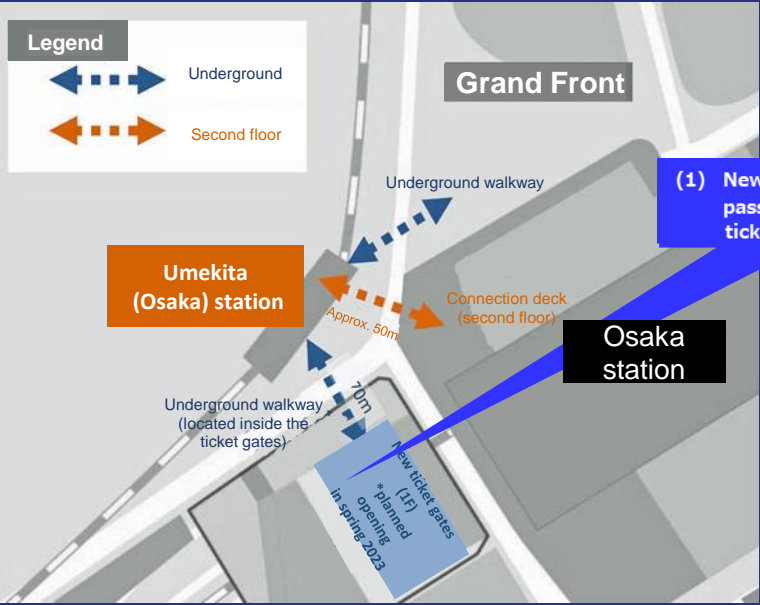 Legend
Underground
Second floor
Grand Front
Underground walkway
(1) New
pass
tick
Umekita
(Osaka) station
Connection deck
(second floor)
Approx. 50m
Osaka
station
70m
Underground walkway
(located inside the
ticket gates)
New ticket gates
(1F)
*planned
opening
in spring 2023